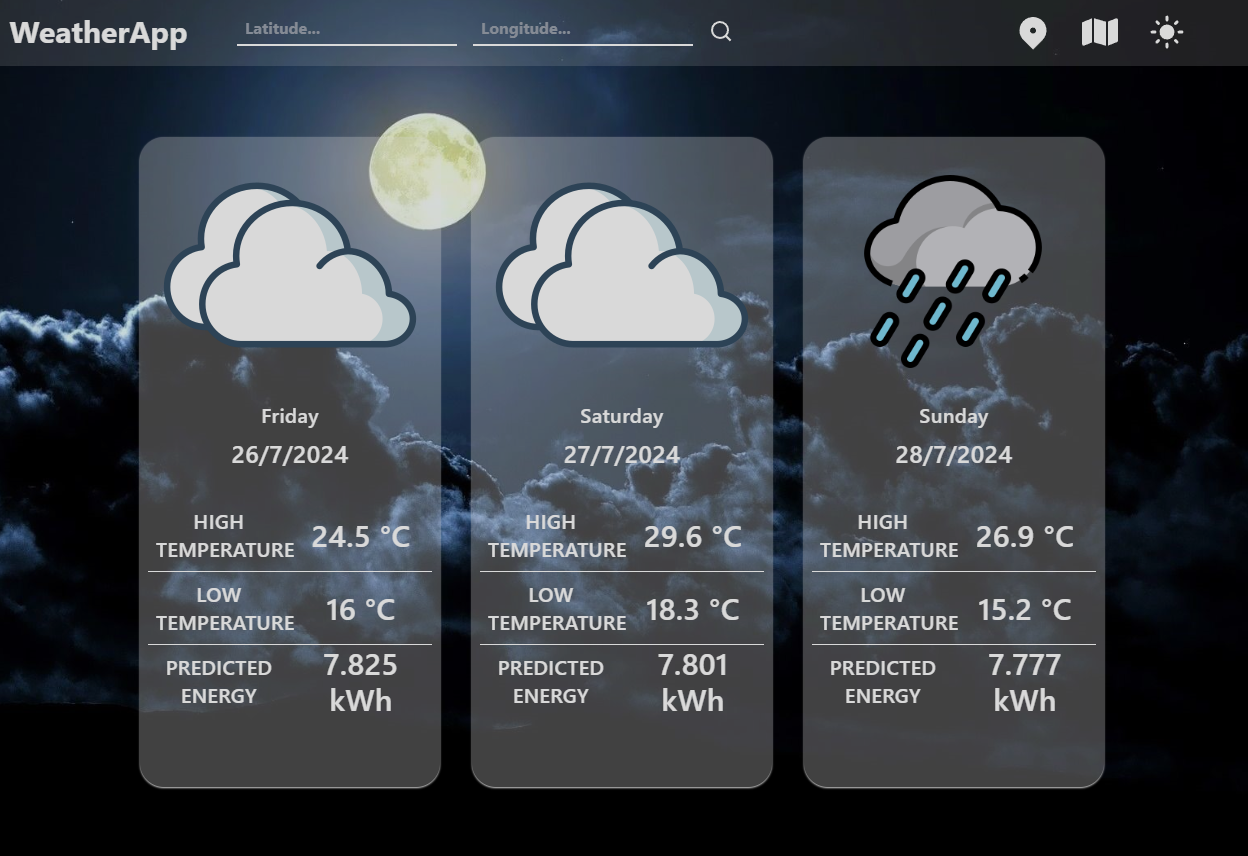 WeatherApp
Latitude...
Longitude...
Friday
26/7/2024
HIGH
TEMPERATURE
24.5 °C
LOW
TEMPERATURE
16 °C
PREDICTED
ENERGY
7.825
kWh
Saturday
27/7/2024
HIGH
TEMPERATURE
29.6 °C
LOW
TEMPERATURE
18.3 °C
PREDICTED
ENERGY
7.801
kWh
Sunday
28/7/2024
HIGH
TEMPERATURE
26.9 °C
LOW
TEMPERATURE
15.2 °C
PREDICTED
ENERGY
7.777
kWh